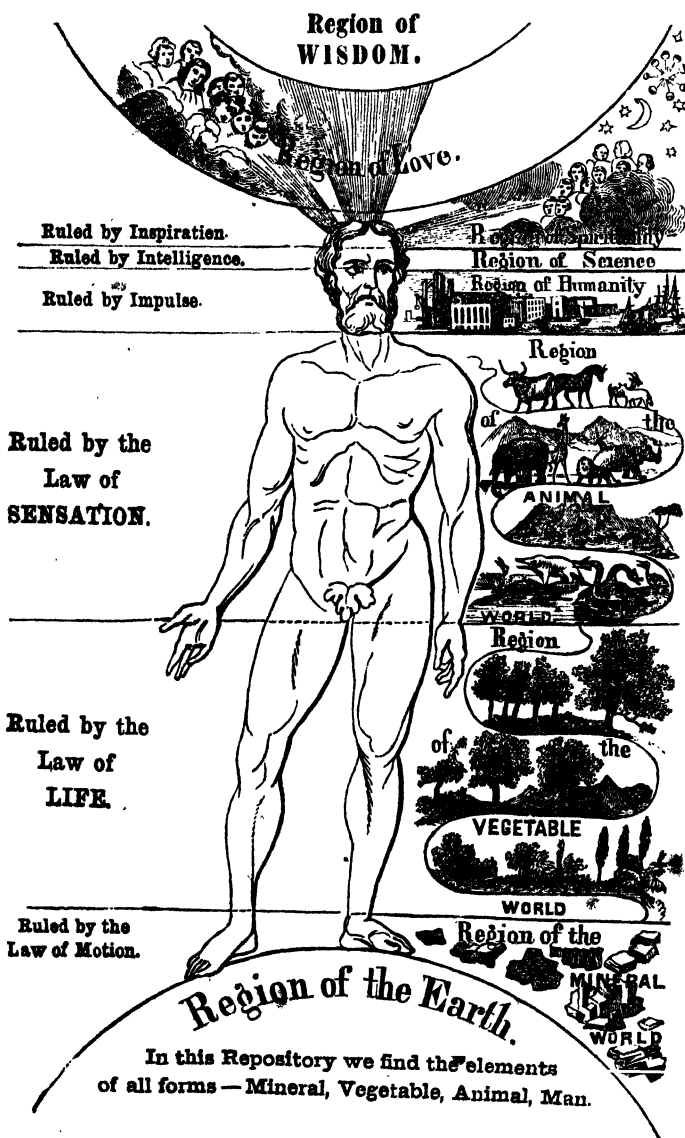 Region of
WISDOM.
Region of Love.
Ruled by Inspiration.
Region of Spirituality
Ruled by Intelligence.
Region of Science
Ruled by Impulse.
Region of Humanity
Region
of the
ANIMAL
WORLD
Ruled by the
Law of
SENSATION.
Region
of the
VEGETABLE
WORLD
Ruled by the
Law of
LIFE.
Ruled by the
Law of Motion.
Region of the
MINERAL
WORLD
Region of the Earth.
In this Repository we find the elements
of all forms — Mineral, Vegetable, Animal, Man.